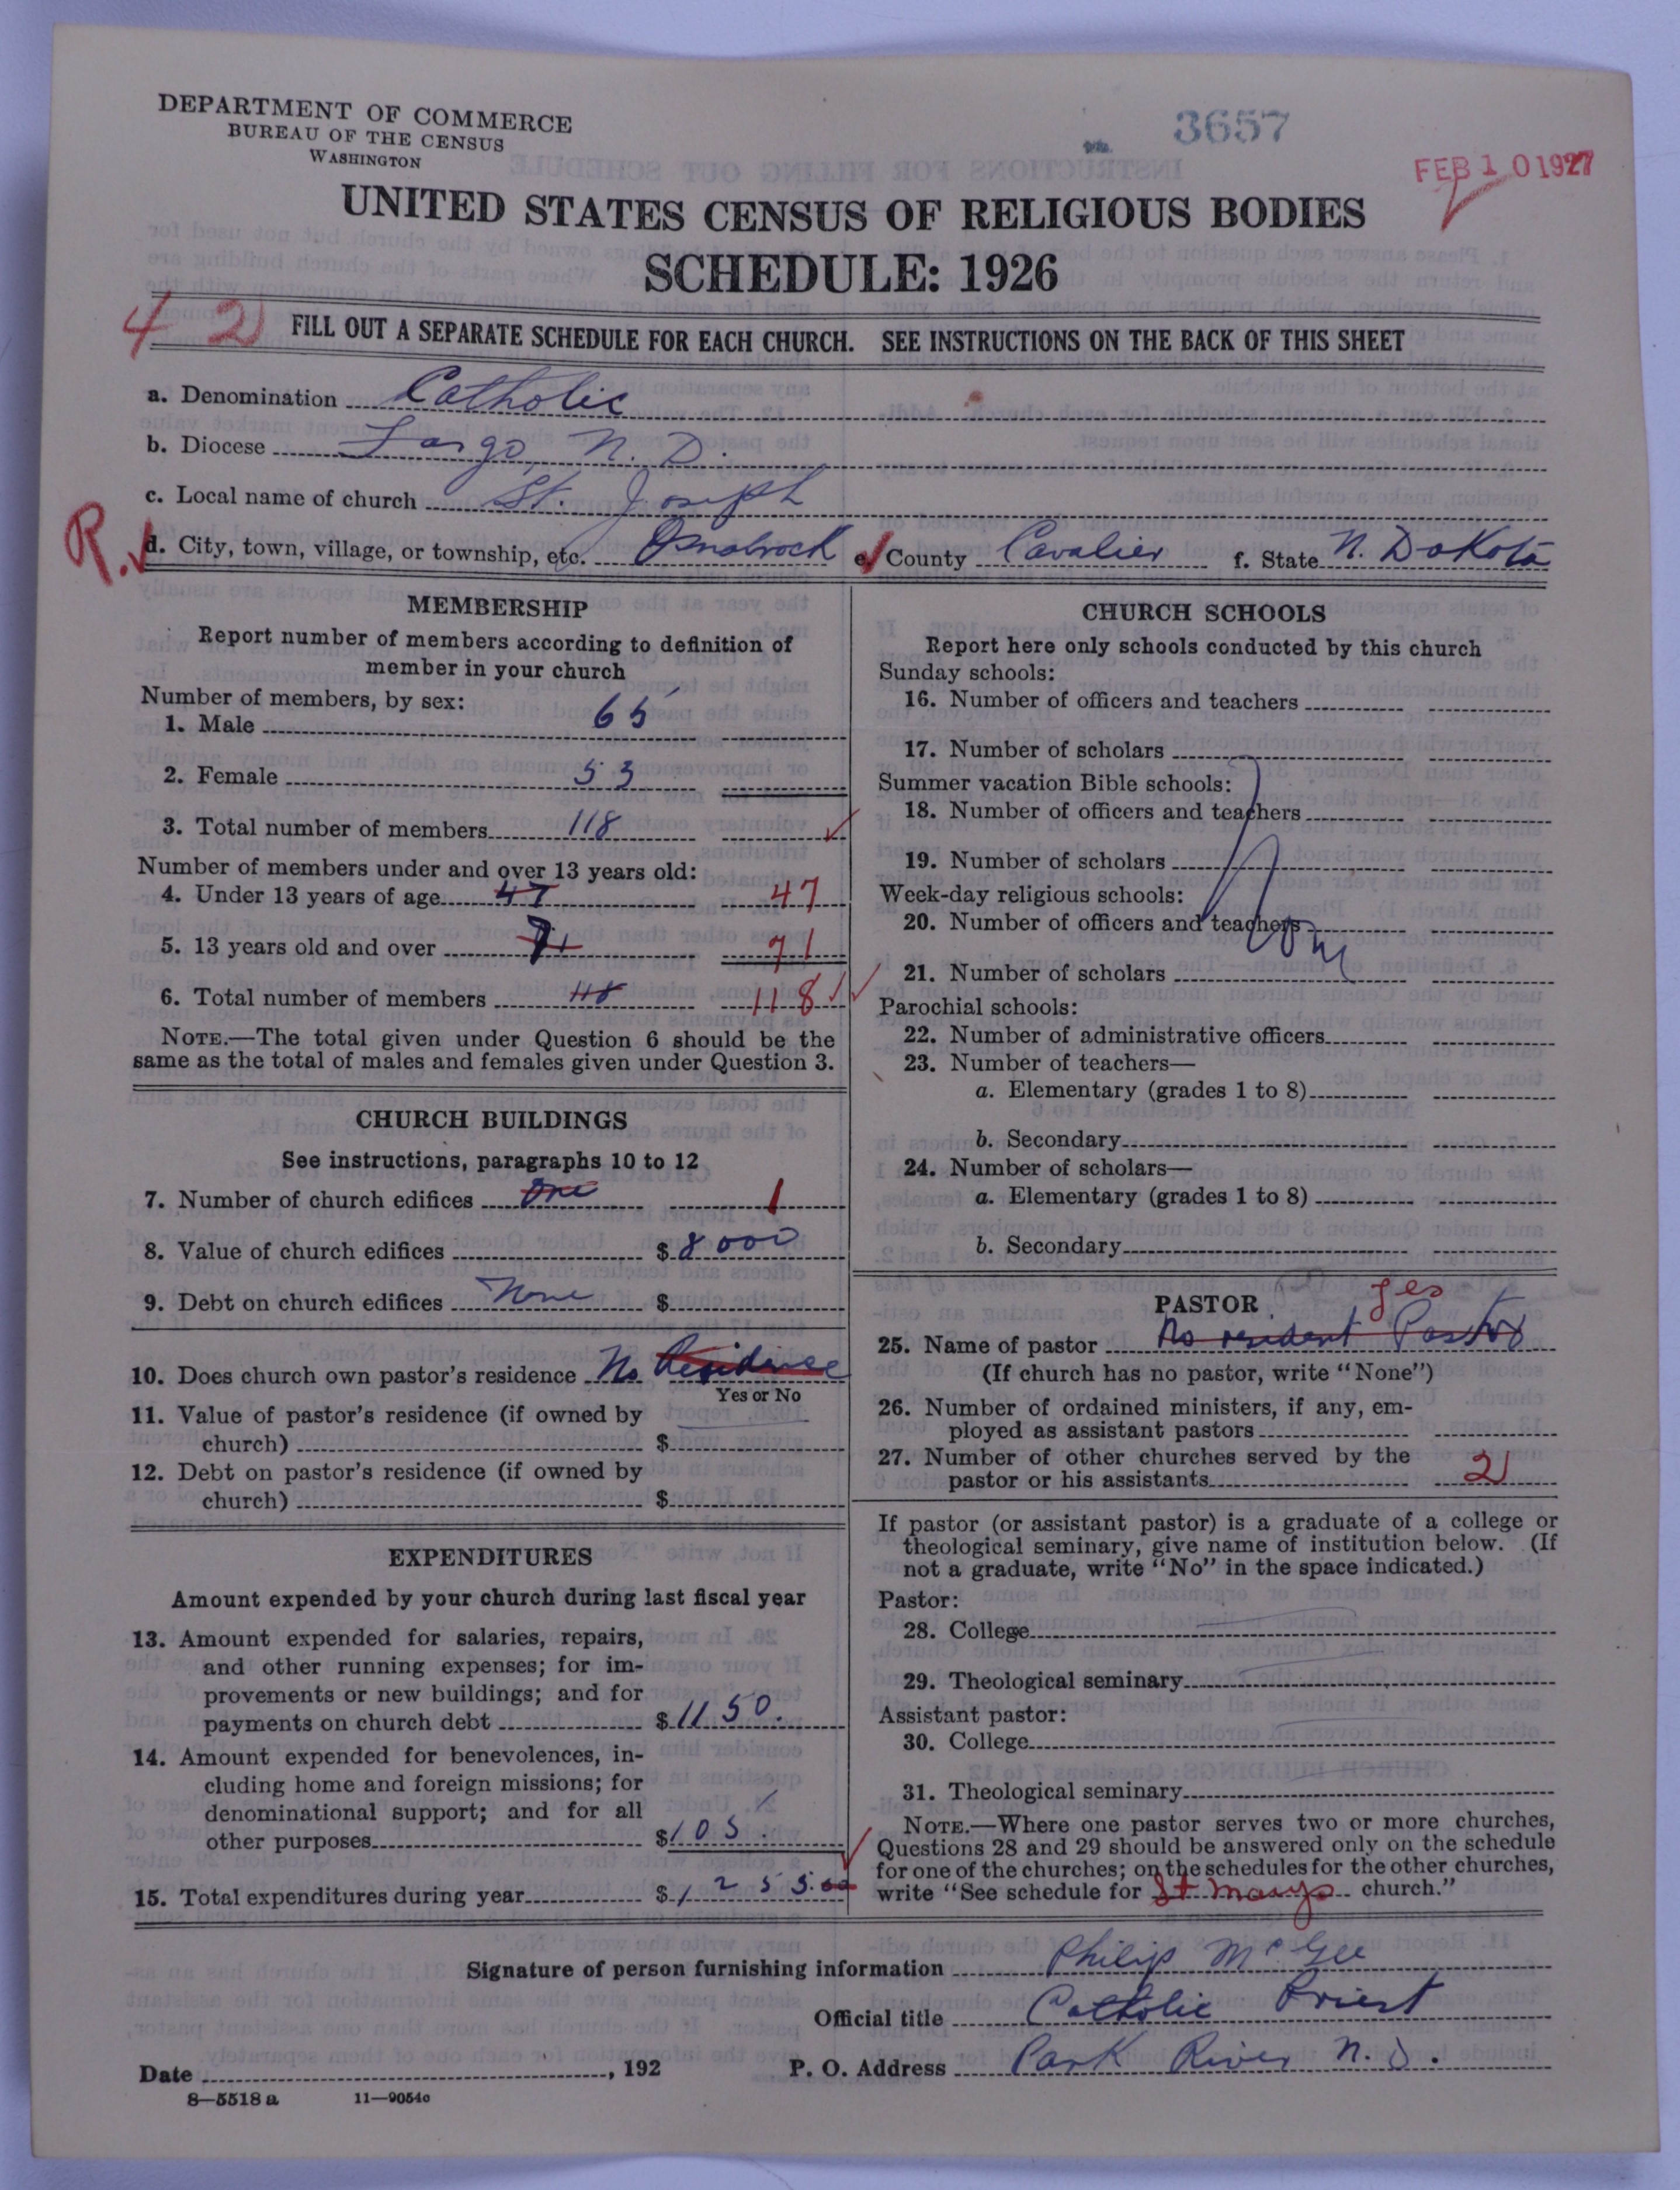 DEPARTMENT OF COMMERCE
BUREAU OF THE CENSUS
WASHINGTON
3657
FEB 10 1927
UNITED STATES CENSUS OF RELIGIOUS BODIES
SCHEDULE: 1926
4 2
FILL OUT A SEPARATE SCHEDULE FOR EACH CHURCH. SEE INSTRUCTIONS ON THE BACK OF THIS SHEET
a. Denomination Catholic
b. Diocese Fargo, N. D.
c. Local name of church St. Joseph
R. d. City, town, village, or township, etc. Osnabrock e. County Cavalier f. State N. Dakota
MEMBERSHIP
Report number of members according to definition of
member in your church
Number of members, by sex:
1. Male 65
2. Female 53
3. Total number of members 118
Number of members under and over 13 years old:
4. Under 13 years of age 47 47
5. 13 years old and over 71 71
6. Total number of members 118 118
NOTE.—The total given under Question 6 should be the
same as the total of males and females given under Question 3.
CHURCH BUILDINGS
See instructions, paragraphs 10 to 12
7. Number of church edifices One 1
8. Value of church edifices $ 8000
9. Debt on church edifices None $
10. Does church own pastor's residence No Residence
Yes or No
11. Value of pastor's residence (if owned by
church) $
12. Debt on pastor's residence (if owned by
church) $
EXPENDITURES
Amount expended by your church during last fiscal year
13. Amount expended for salaries, repairs,
and other running expenses; for im-
provements or new buildings; and for
payments on church debt $ 1150.
14. Amount expended for benevolences, in-
cluding home and foreign missions; for
denominational support; and for all
other purposes $ 105.
15. Total expenditures during year $ 1255.00
CHURCH SCHOOLS
Report here only schools conducted by this church
Sunday schools:
16. Number of officers and teachers
17. Number of scholars
Summer vacation Bible schools:
18. Number of officers and teachers
19. Number of scholars
Week-day religious schools:
20. Number of officers and teachers
None
21. Number of scholars
Parochial schools:
22. Number of administrative officers
23. Number of teachers—
a. Elementary (grades 1 to 8)
b. Secondary
24. Number of scholars—
a. Elementary (grades 1 to 8)
b. Secondary
PASTOR
yes
25. Name of pastor No resident Pastor
(If church has no pastor, write "None")
26. Number of ordained ministers, if any, em-
ployed as assistant pastors
27. Number of other churches served by the
pastor or his assistants 2
If pastor (or assistant pastor) is a graduate of a college or
theological seminary, give name of institution below. (If
not a graduate, write "No" in the space indicated.)
Pastor:
28. College
29. Theological seminary
Assistant pastor:
30. College
31. Theological seminary
NOTE.—Where one pastor serves two or more churches,
Questions 28 and 29 should be answered only on the schedule
for one of the churches; on the schedules for the other churches,
write "See schedule for St Marys church."
Signature of person furnishing information Philip McGee
Official title Catholic Priest
Date , 192 P. O. Address Park River N. D.
8—5518 a 11—9054c